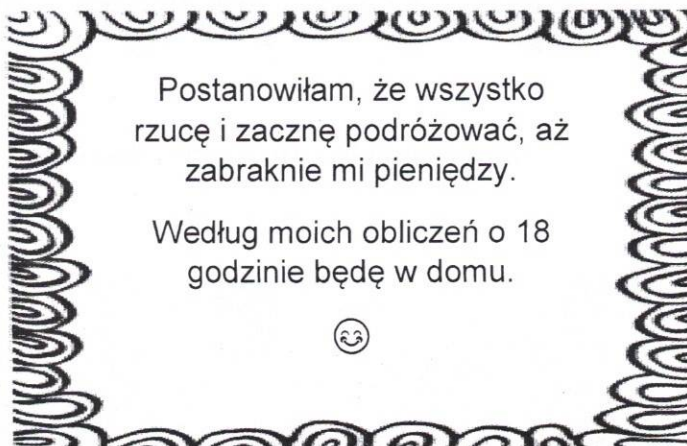 Postanowiłam, że wszystko
rzucę i zacznę podróżować, aż
zabraknie mi pieniędzy.
Według moich obliczeń o 18
godzinie będę w domu.